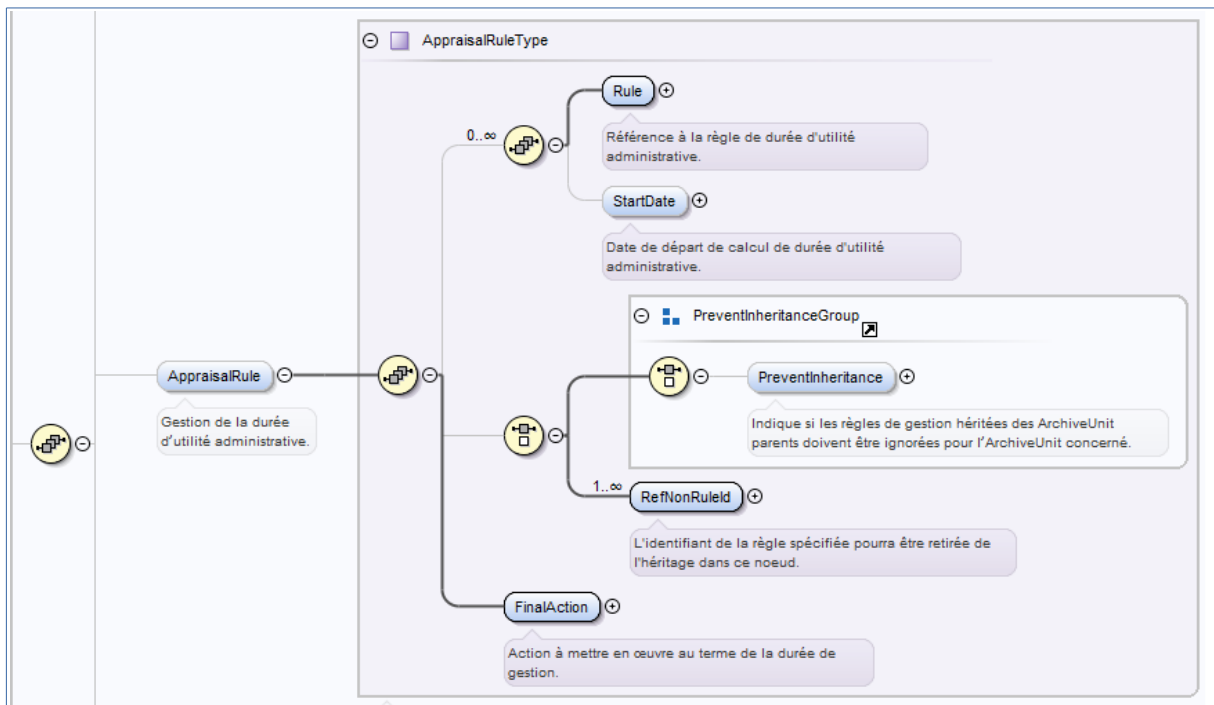 AppraisalRuleType
Rule
0..∞
Référence à la règle de durée d'utilité
administrative.
StartDate
Date de départ de calcul de durée d'utilité
administrative.
PreventInheritanceGroup
AppraisalRule
PreventInheritance
Gestion de la durée
d’utilité administrative.
Indique si les règles de gestion héritées des ArchiveUnit
parents doivent être ignorées pour l’ArchiveUnit concerné.
1..∞
RefNonRuleId
L'identifiant de la règle spécifiée pourra être retirée de
l'héritage dans ce noeud.
FinalAction
Action à mettre en œuvre au terme de la durée de
gestion.